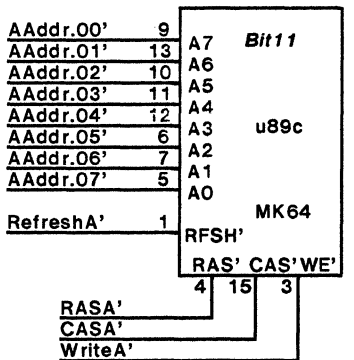 AAddr.00' 9 A7 Bit11
AAddr.01' 13 A6
AAddr.02' 10 A5
AAddr.03' 11 A4
AAddr.04' 12 A3 u89c
AAddr.05' 6 A2
AAddr.06' 7 A1
AAddr.07' 5 A0
MK64
RefreshA' 1 RFSH'
RAS' CAS' WE'
4 15 3
RASA'
CASA'
WriteA'